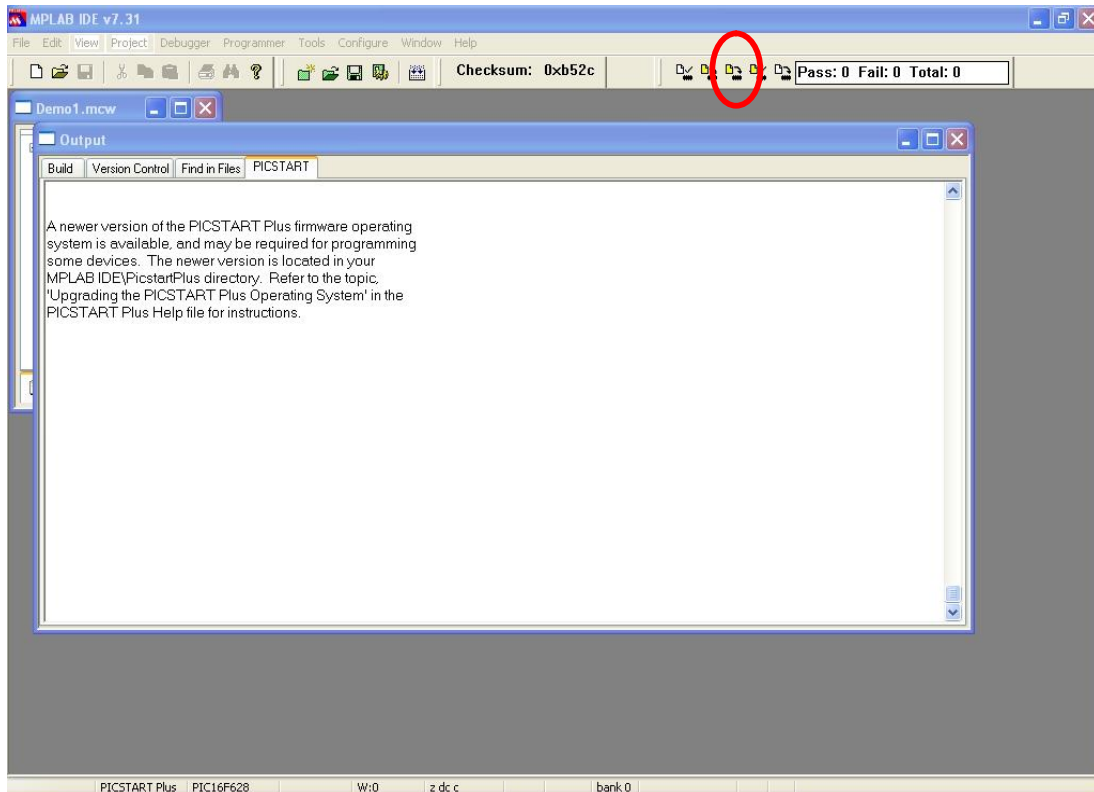 MPLAB IDE v7.31
File Edit View Project Debugger Programmer Tools Configure Window Help
Checksum: 0xb52c
Pass: 0 Fail: 0 Total: 0
Demo1.mcw
Output
Build Version Control Find in Files PICSTART
A newer version of the PICSTART Plus firmware operating
system is available, and may be required for programming
some devices. The newer version is located in your
MPLAB IDE\PicstartPlus directory. Refer to the topic,
'Upgrading the PICSTART Plus Operating System' in the
PICSTART Plus Help file for instructions.
PICSTART Plus PIC16F628 W:0 z dc c bank 0